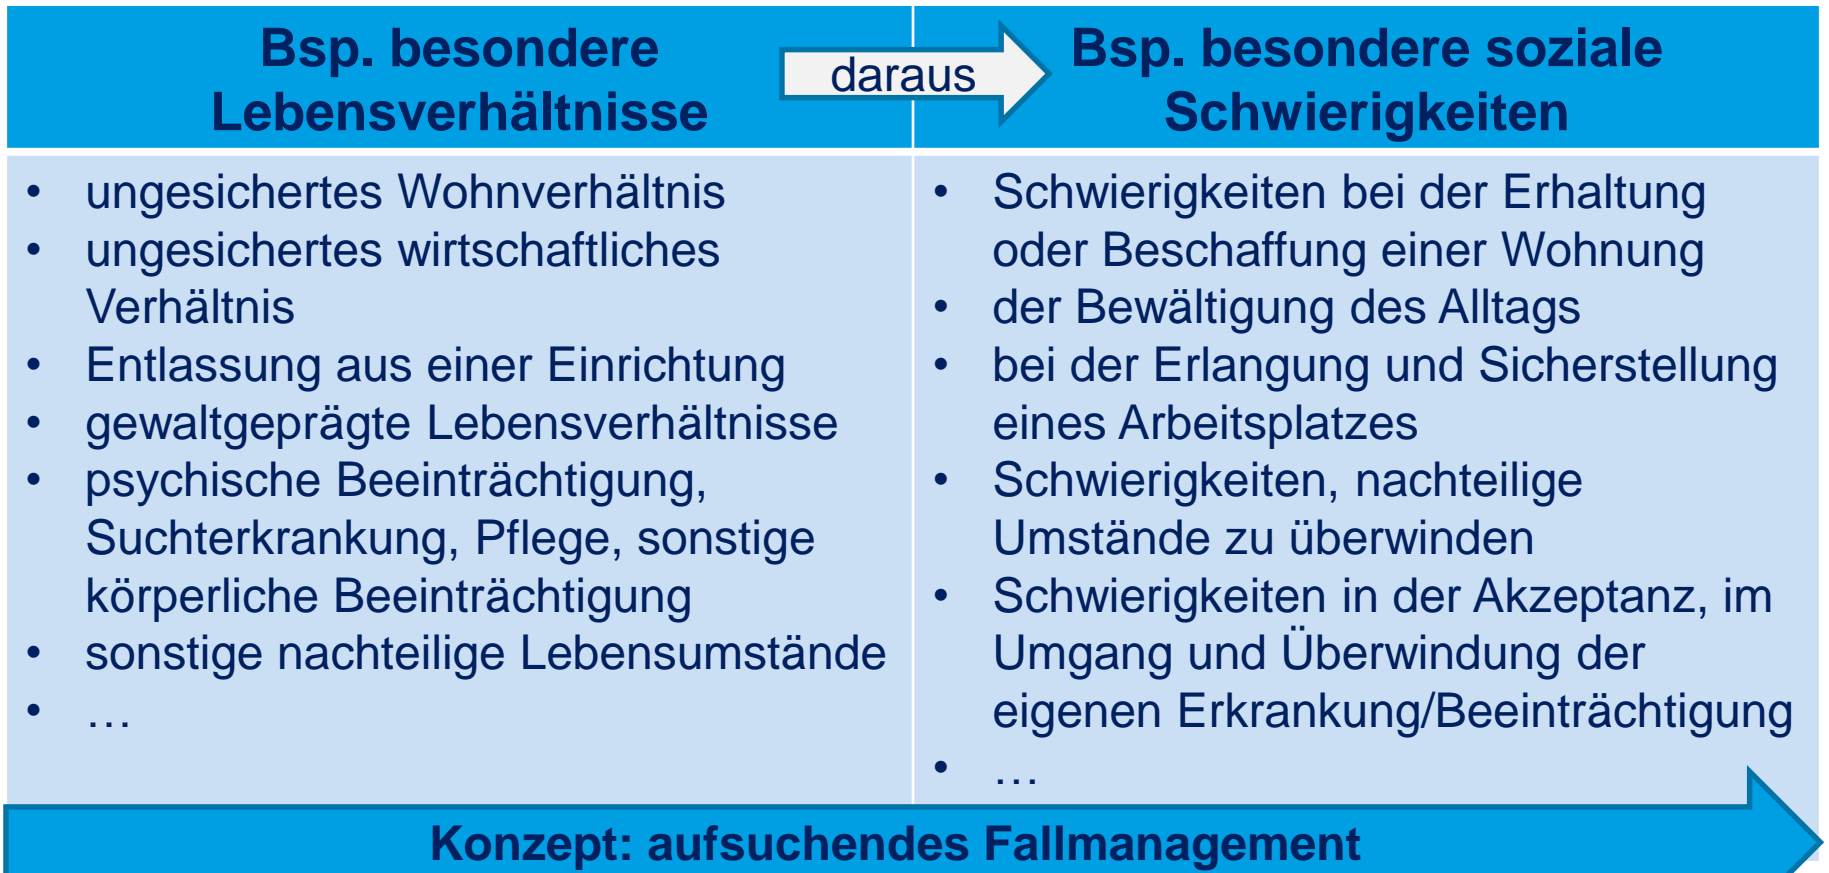 Bsp. besondere
Lebensverhältnisse
daraus
Bsp. besondere soziale
Schwierigkeiten
• ungesichertes Wohnverhältnis
• ungesichertes wirtschaftliches
Verhältnis
• Entlassung aus einer Einrichtung
• gewaltgeprägte Lebensverhältnisse
• psychische Beeinträchtigung,
Suchterkrankung, Pflege, sonstige
körperliche Beeinträchtigung
• sonstige nachteilige Lebensumstände
• …
• Schwierigkeiten bei der Erhaltung
oder Beschaffung einer Wohnung
• der Bewältigung des Alltags
• bei der Erlangung und Sicherstellung
eines Arbeitsplatzes
• Schwierigkeiten, nachteilige
Umstände zu überwinden
• Schwierigkeiten in der Akzeptanz, im
Umgang und Überwindung der
eigenen Erkrankung/Beeinträchtigung
• …
Konzept: aufsuchendes Fallmanagement